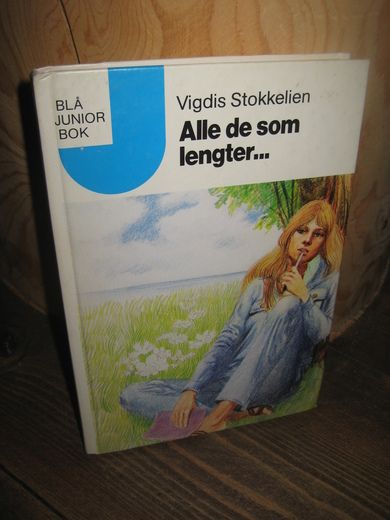 BLÅ
JUNIOR
BOK
Vigdis Stokkelien
Alle de som
lengter...